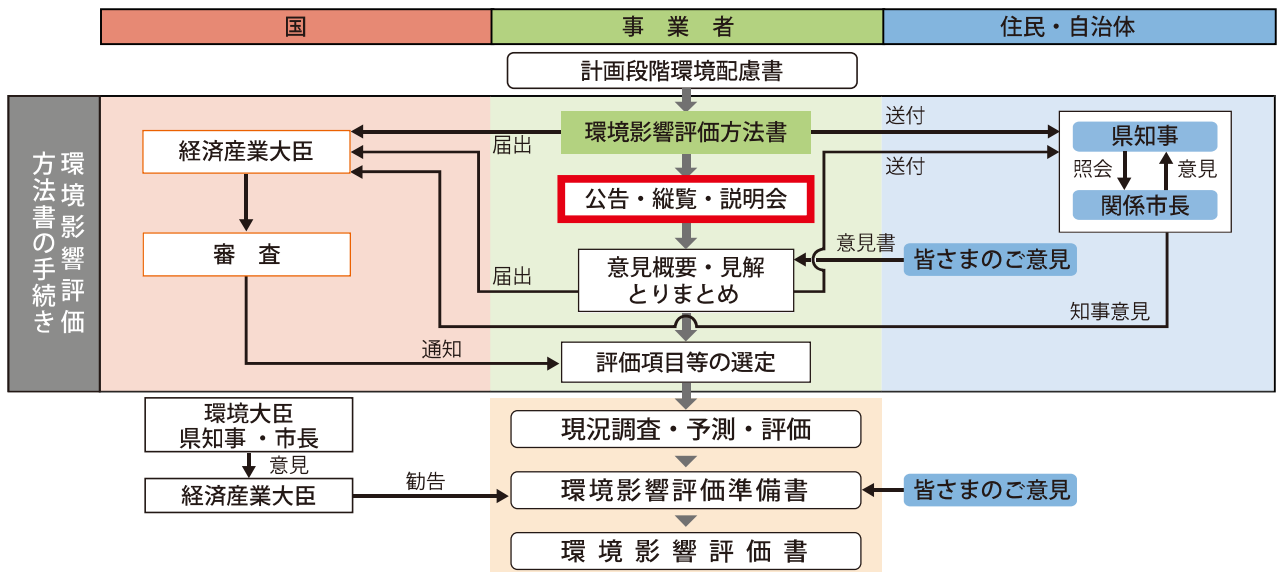 国
事 業 者
住民・自治体
計画段階環境配慮書
環境影響評価
方法書の手続き
環境影響評価方法書
届出
送付
経済産業大臣
県知事
照会
意見
関係市長
送付
公告・縦覧・説明会
審 査
意見書
皆さまのご意見
意見概要・見解
とりまとめ
届出
知事意見
通知
評価項目等の選定
環境大臣
県知事 ・市長
意見
経済産業大臣
勧告
現況調査・予測・評価
環境影響評価準備書
皆さまのご意見
環境影響評価書